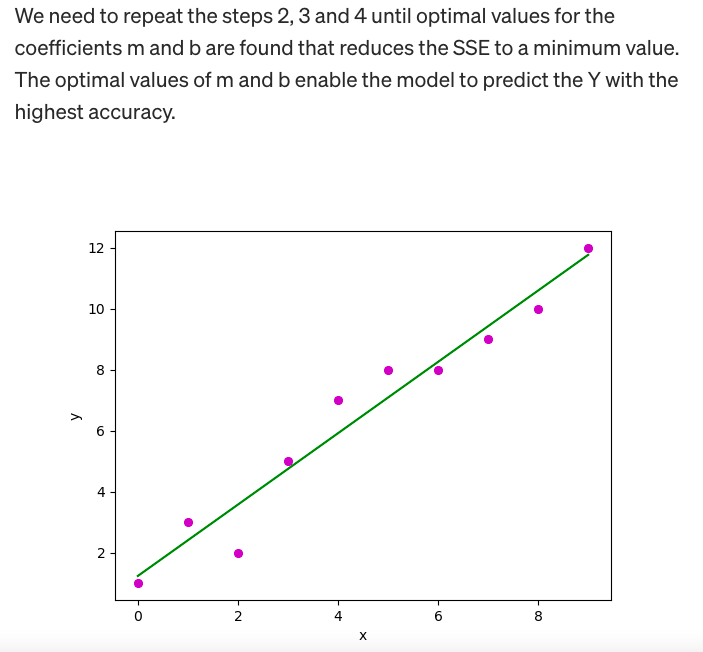 We need to repeat the steps 2, 3 and 4 until optimal values for the
coefficients m and b are found that reduces the SSE to a minimum value.
The optimal values of m and b enable the model to predict the Y with the
highest accuracy.
12
10
8
6
4
2
y
0 2 4 6 8
x